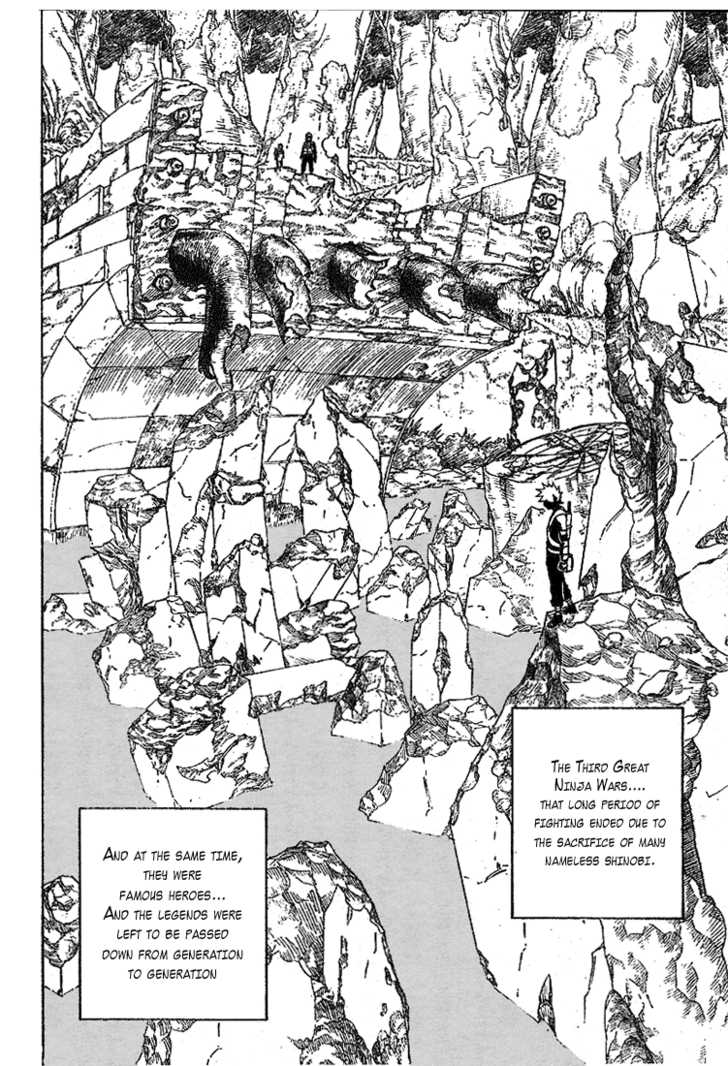 The Third Great
Ninja Wars....
that long period of
fighting ended due to
the sacrifice of many
nameless shinobi.
And at the same time,
they were
famous heroes...
And the legends were
left to be passed
down from generation
to generation